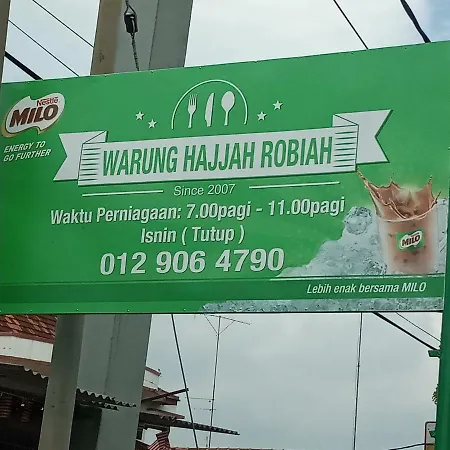 Nestle
MILO
ENERGY TO
GO FURTHER
WARUNG HAJJAH ROBIAH
Since 2007
Waktu Perniagaan: 7.00pagi - 11.00pagi
Isnin ( Tutup )
012 906 4790
MILO
Lebih enak bersama MILO